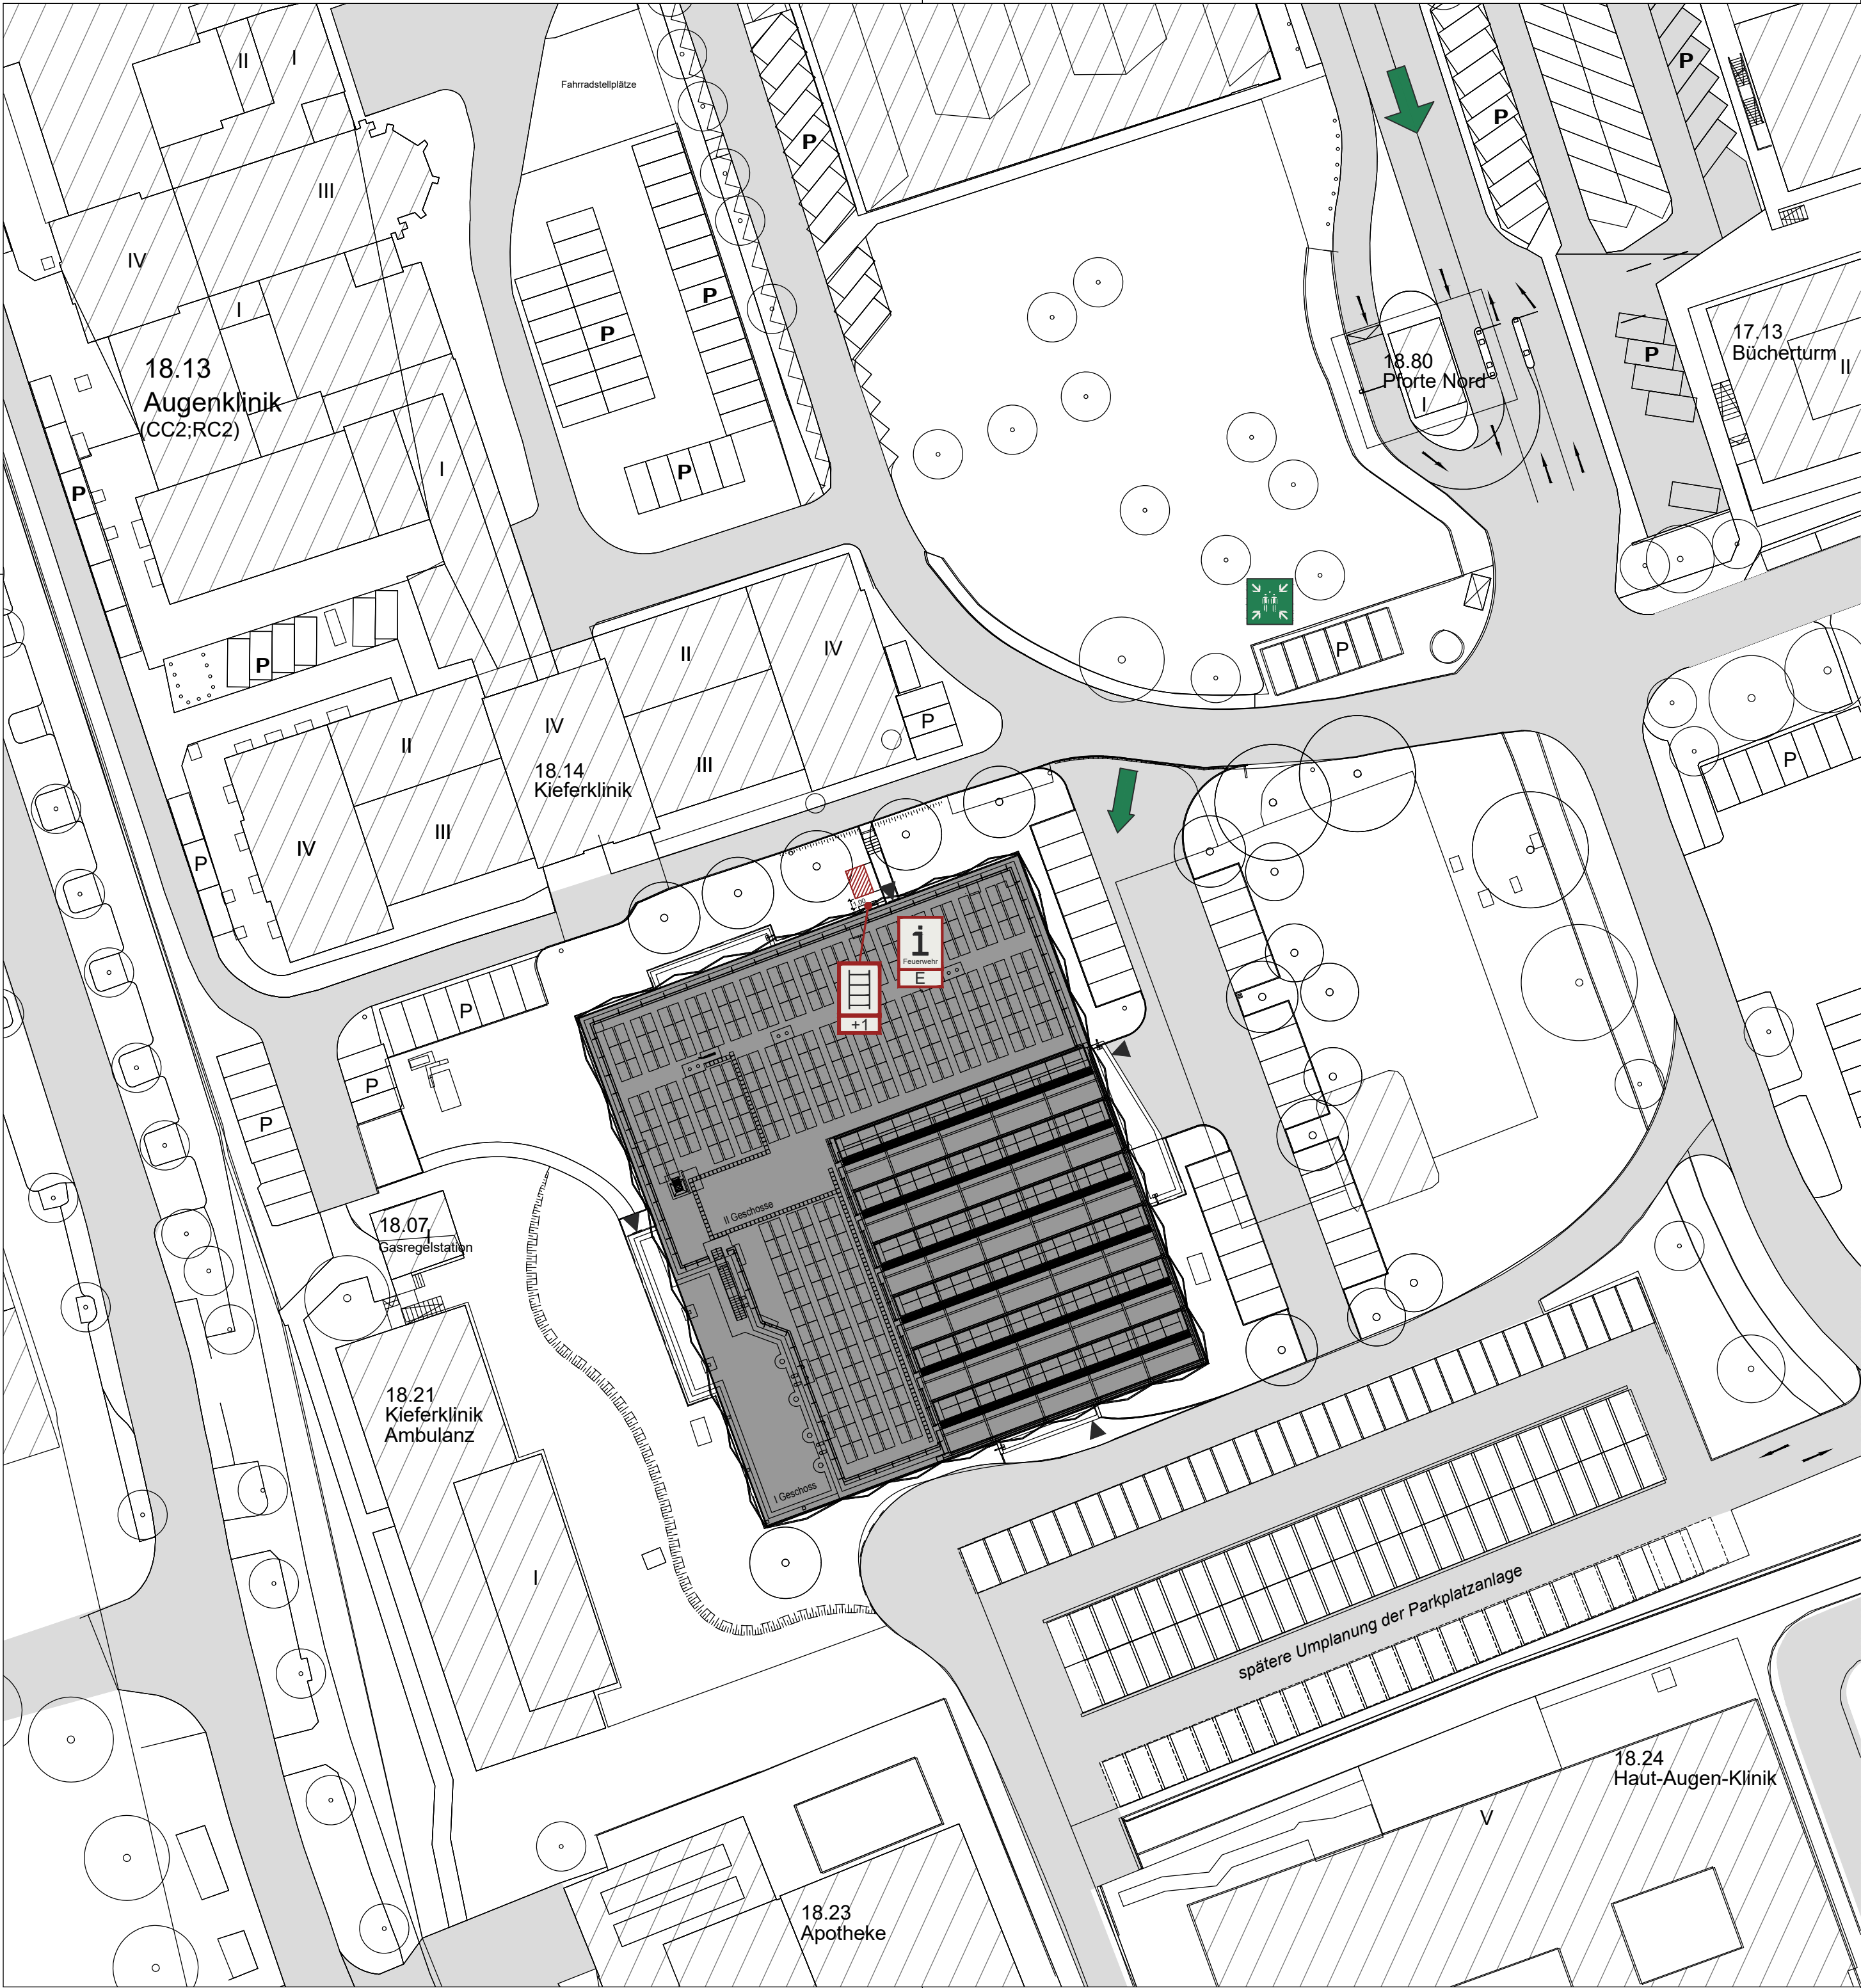 II
I
Fahrradstellplätze
P
P
P
III
IV
I
P
P
18.13
Augenklinik
(CC2;RC2)
I
P
P
18.80
Pforte Nord
I
P
17.13
Bücherturm
II
P
II
IV
P
P
II
IV
III
18.14
Kieferklinik
P
IV
III
P
P
i
Feuerwehr
E
+1
1,00
P
P
P
II Geschosse
18.07
I
Gasregelstation
18.21
Kieferklinik
Ambulanz
I
I Geschoss
spätere Umplanung der Parkplatzanlage
18.24
Haut-Augen-Klinik
V
18.23
Apotheke